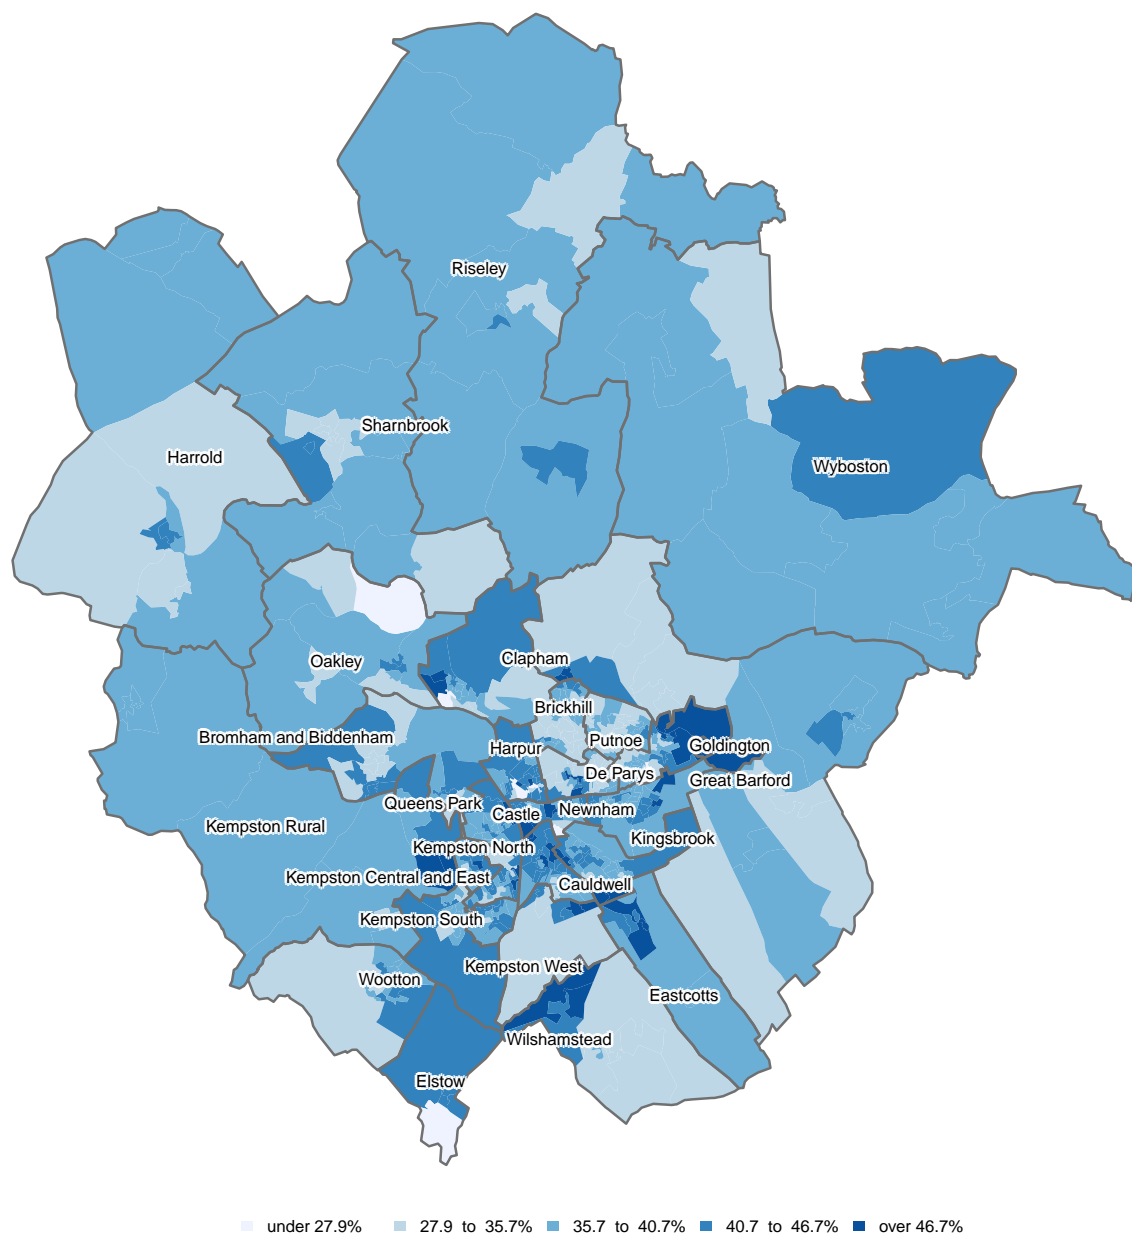 Riseley
Sharnbrook
Harrold
Wyboston
Clapham
Oakley
Brickhill
Bromham and Biddenham
Putnoe
Harpur
Goldington
De Parys
Great Barford
Queens Park
Newnham
Castle
Kempston Rural
Kingsbrook
Kempston North
Kempston Central and East
Cauldwell
Kempston South
Kempston West
Wootton
Eastcotts
Wilshamstead
Elstow
under 27.9% 27.9 to 35.7% 35.7 to 40.7% 40.7 to 46.7% over 46.7%